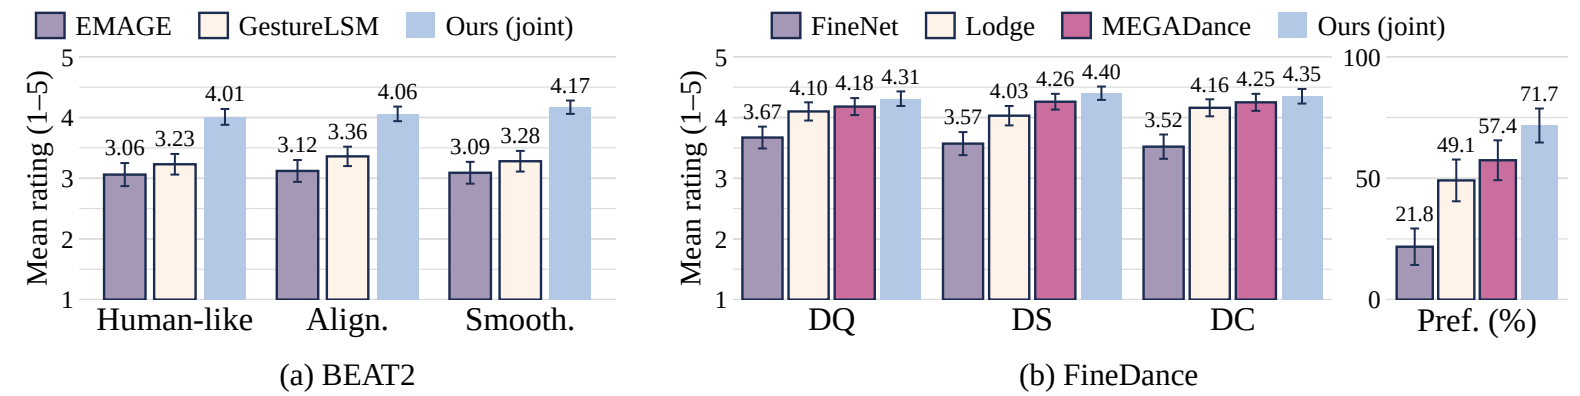 EMAGE GestureLSM Ours (joint)
Mean rating (1–5)
5
4
3
2
1
3.06 3.23 4.01
3.12 3.36 4.06
3.09 3.28 4.17
Human-like Align. Smooth.
(a) BEAT2
FineNet Lodge MEGADance Ours (joint)
Mean rating (1–5)
5
4
3
2
1
3.67 4.10 4.18 4.31
3.57 4.03 4.26 4.40
3.52 4.16 4.25 4.35
DQ DS DC
100
50
0
21.8 49.1 57.4 71.7
Pref. (%)
(b) FineDance